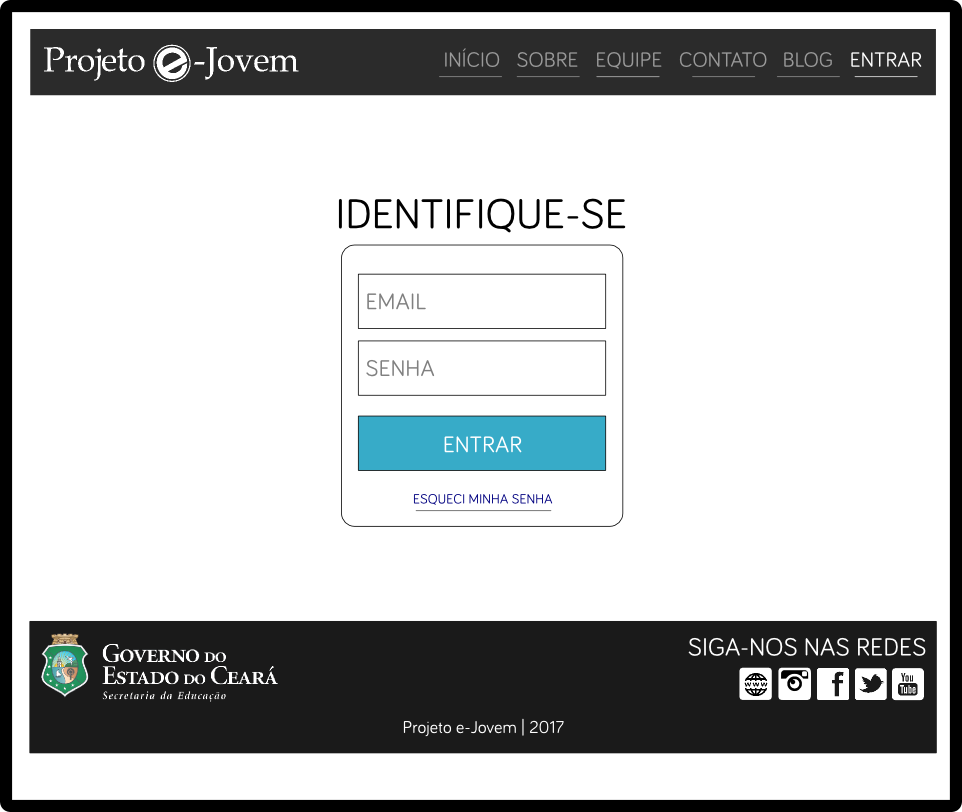 Projeto e-Jovem
INÍCIO SOBRE EQUIPE CONTATO BLOG ENTRAR
IDENTIFIQUE-SE
EMAIL
SENHA
ENTRAR
ESQUECI MINHA SENHA
GOVERNO DO
ESTADO DO CEARÁ
Secretaria da Educação
SIGA-NOS NAS REDES
WWW
f
You
Tube
Projeto e-Jovem | 2017